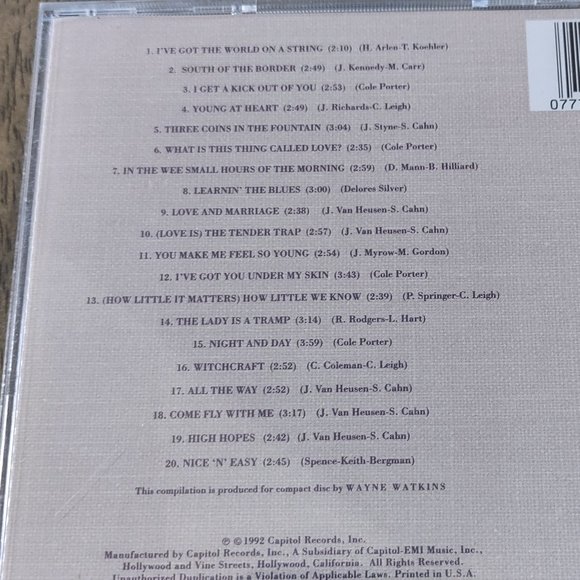 1. I'VE GOT THE WORLD ON A STRING (2:10) (H. Arlen-T. Koehler)
2. SOUTH OF THE BORDER (2:49) (J. Kennedy-M. Carr)
3. I GET A KICK OUT OF YOU (2:53) (Cole Porter)
4. YOUNG AT HEART (2:49) (J. Richards-C. Leigh)
5. THREE COINS IN THE FOUNTAIN (3:04) (J. Styne-S. Cahn)
6. WHAT IS THIS THING CALLED LOVE? (2:35) (Cole Porter)
7. IN THE WEE SMALL HOURS OF THE MORNING (2:59) (D. Mann-B. Hilliard)
8. LEARNIN' THE BLUES (3:00) (Delores Silver)
9. LOVE AND MARRIAGE (2:38) (J. Van Heusen-S. Cahn)
10. (LOVE IS) THE TENDER TRAP (2:57) (J. Van Heusen-S. Cahn)
11. YOU MAKE ME FEEL SO YOUNG (2:54) (J. Myrow-M. Gordon)
12. I'VE GOT YOU UNDER MY SKIN (3:43) (Cole Porter)
13. (HOW LITTLE IT MATTERS) HOW LITTLE WE KNOW (2:39) (P. Springer-C. Leigh)
14. THE LADY IS A TRAMP (3:14) (R. Rodgers-L. Hart)
15. NIGHT AND DAY (3:59) (Cole Porter)
16. WITCHCRAFT (2:52) (C. Coleman-C. Leigh)
17. ALL THE WAY (2:52) (J. Van Heusen-S. Cahn)
18. COME FLY WITH ME (3:17) (J. Van Heusen-S. Cahn)
19. HIGH HOPES (2:42) (J. Van Heusen-S. Cahn)
20. NICE 'N' EASY (2:45) (Spence-Keith-Bergman)
This compilation is produced for compact disc by WAYNE WATKINS
℗ © 1992 Capitol Records, Inc.
Manufactured by Capitol Records, Inc., A Subsidiary of Capitol-EMI Music, Inc.,
Hollywood and Vine Streets, Hollywood, California. All Rights Reserved.
Unauthorized Duplication is a Violation of Applicable Laws. Printed in U.S.A.
077